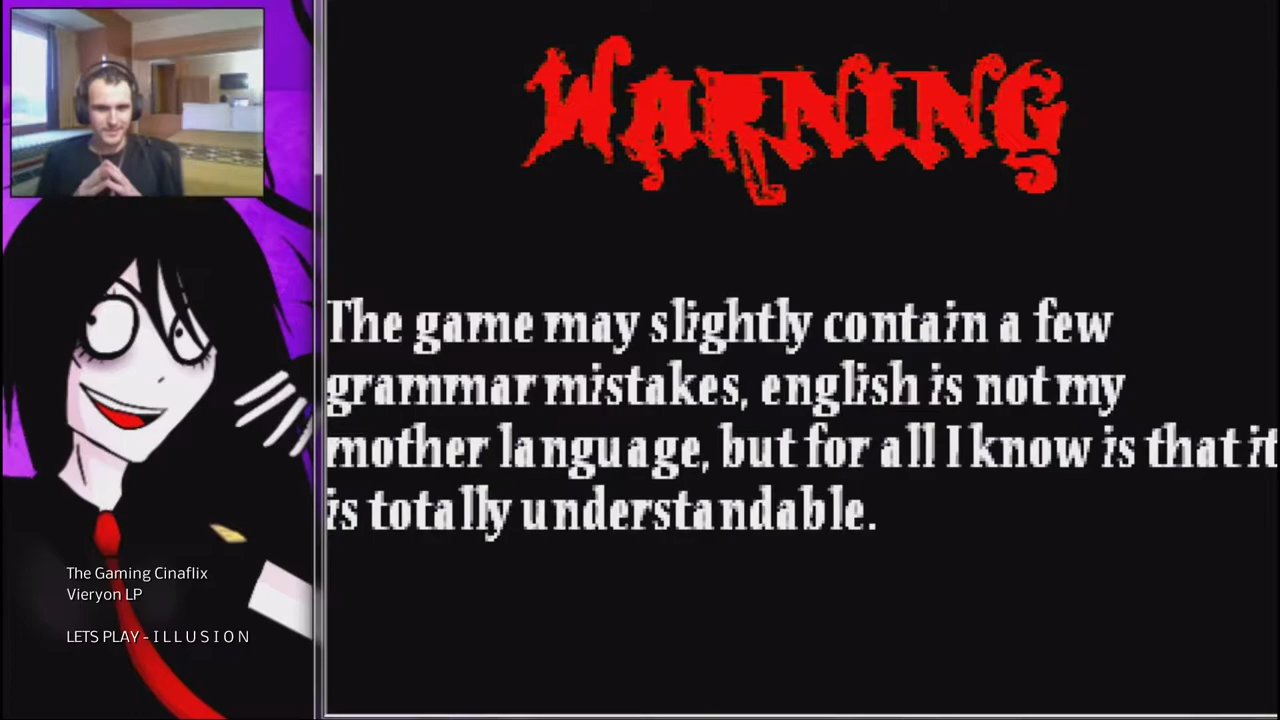 WARNING
The game may slightly contain a few
grammar mistakes, english is not my
mother language, but for all I know is that it
is totally understandable.
The Gaming Cinaflix
Vieryon LP
LETS PLAY - I L L U S I O N